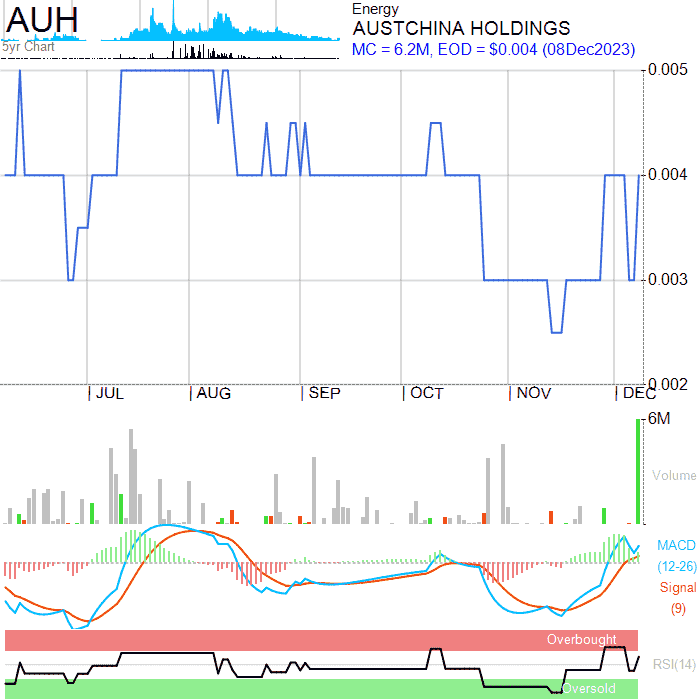 AUH
5yr Chart
Energy
AUSTCHINA HOLDINGS
MC = 6.2M, EOD = $0.004 (08Dec2023)
0.005
0.004
0.003
0.002
JUL AUG SEP OCT NOV DEC
6M
Volume
MACD
(12-26)
Signal
(9)
Overbought
RSI(14)
Oversold